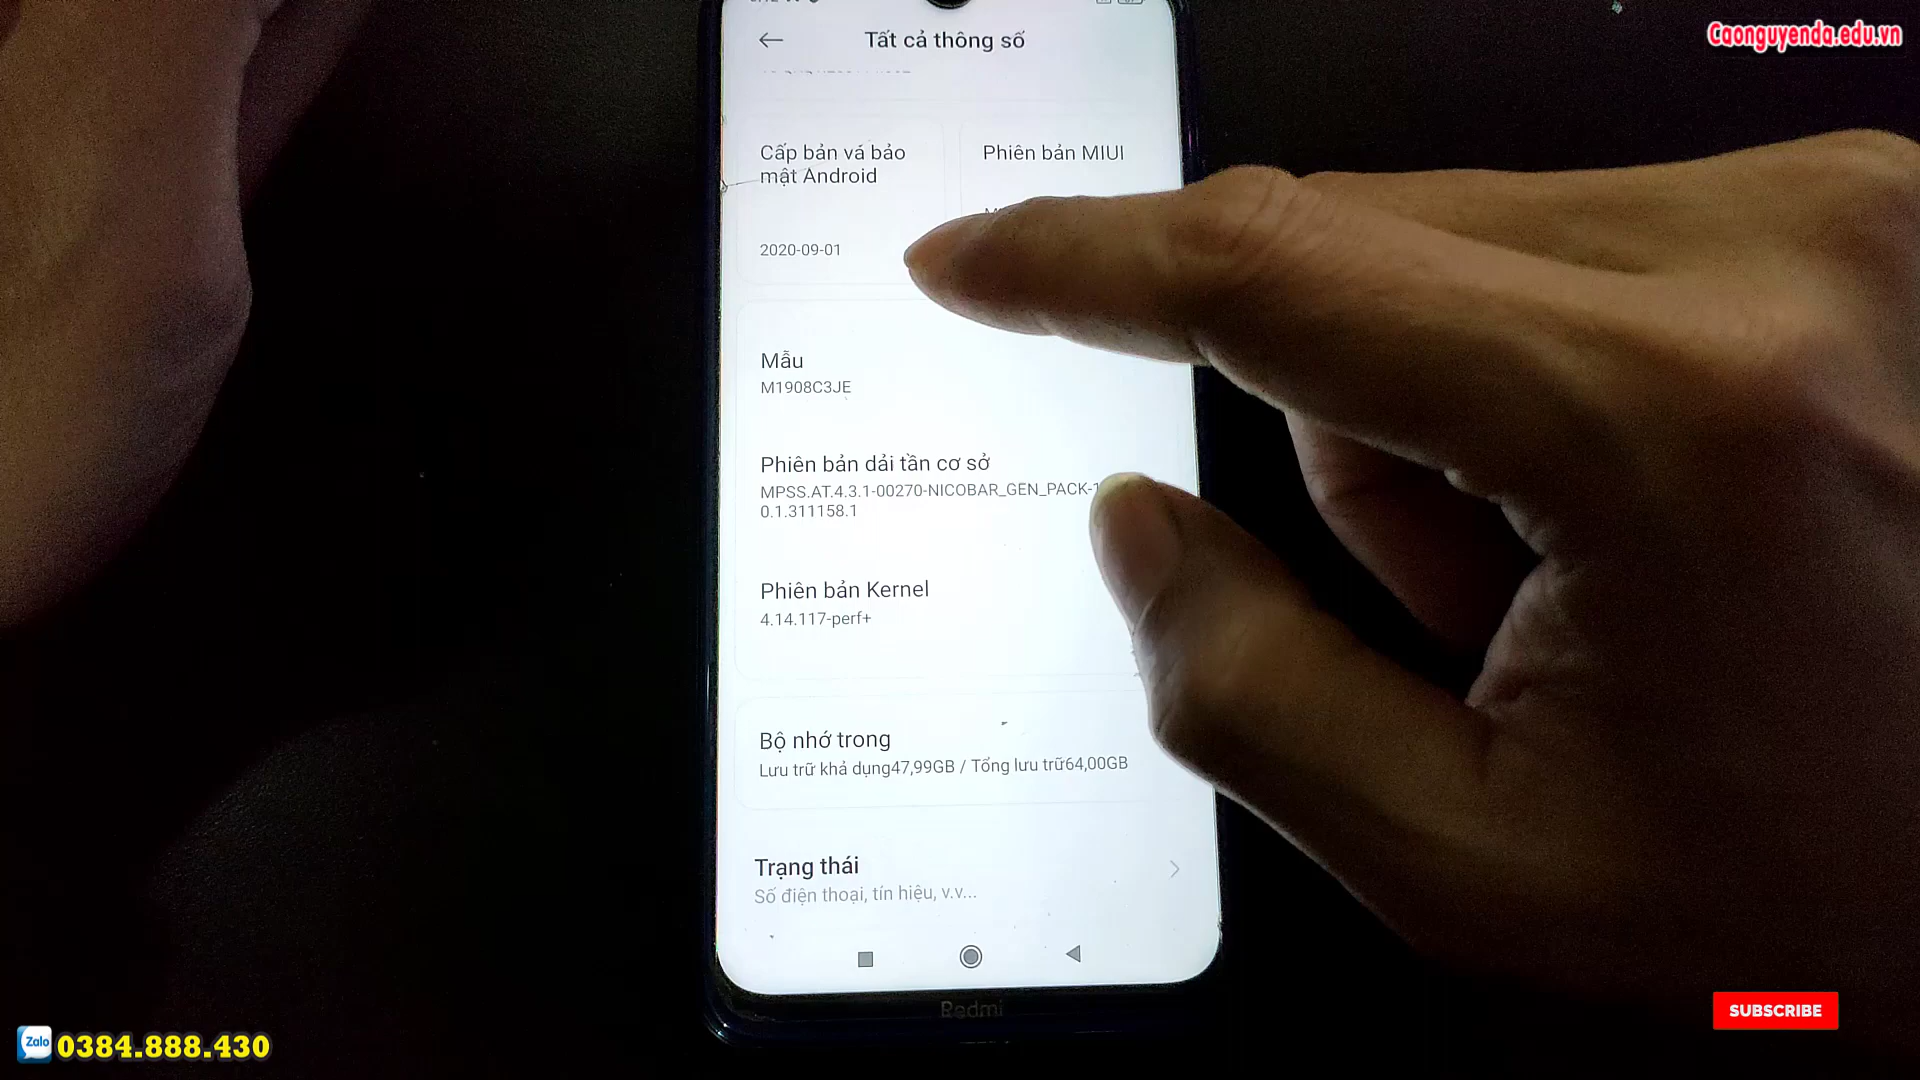 Caonguyenda.edu.vn
Tất cả thông số
Cấp bản vá bảo
mật Android
2020-09-01
Phiên bản MIUI
Mẫu
M1908C3JE
Phiên bản dải tần cơ sở
MPSS.AT.4.3.1-00270-NICOBAR_GEN_PACK-1
0.1.311158.1
Phiên bản Kernel
4.14.117-perf+
Bộ nhớ trong
Lưu trữ khả dụng47,99GB / Tổng lưu trữ64,00GB
Trạng thái
Số điện thoại, tín hiệu, v.v...
Redmi
Zalo 0384.888.430
SUBSCRIBE